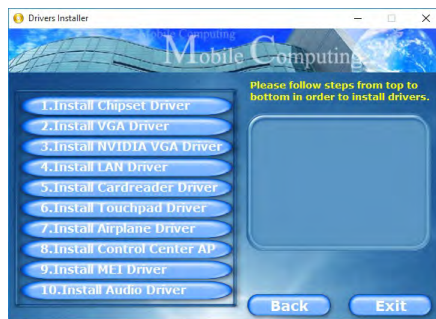 Drivers Installer
Mobile Computing
Mobile Computing
Please follow steps from top to
bottom in order to install drivers.
1.Install Chipset Driver
2.Install VGA Driver
3.Install NVIDIA VGA Driver
4.Install LAN Driver
5.Install Cardreader Driver
6.Install Touchpad Driver
7.Install Airplane Driver
8.Install Control Center AP
9.Install MEI Driver
10.Install Audio Driver
Back
Exit